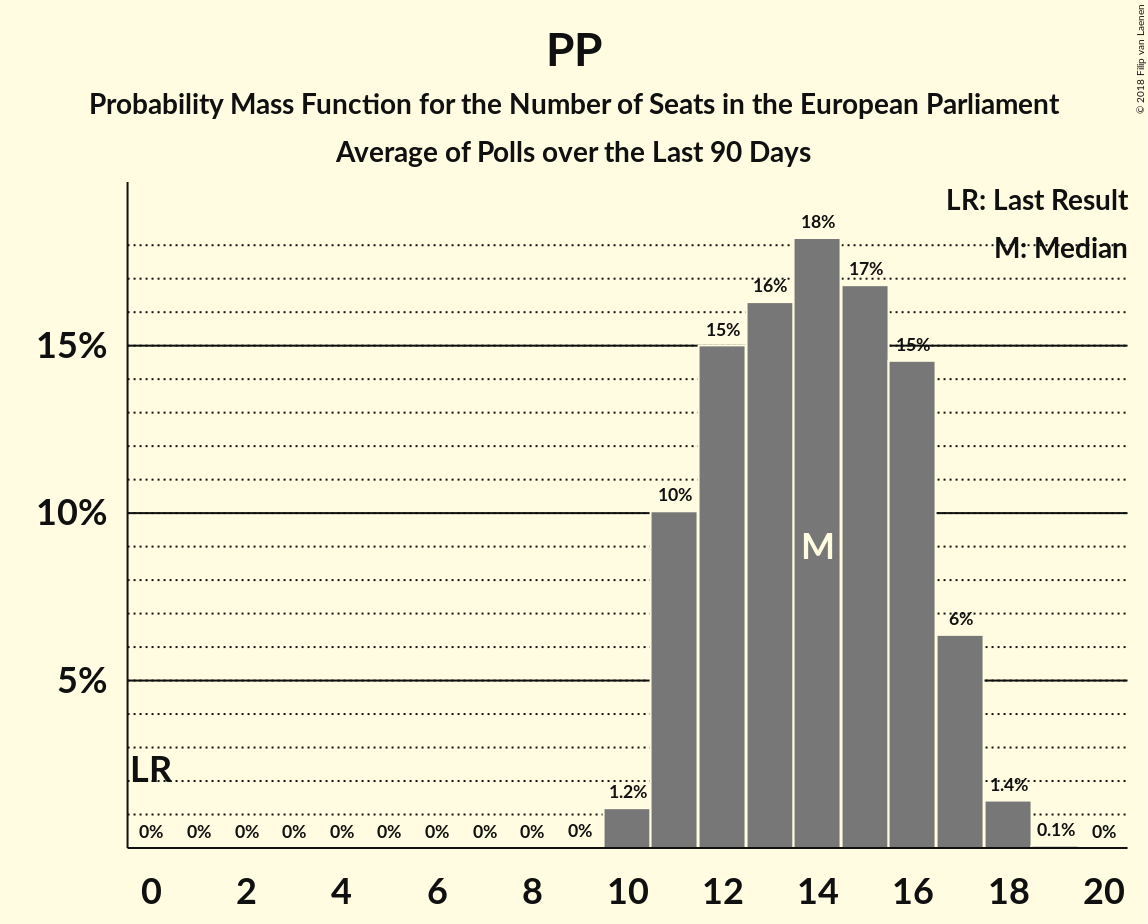 PP
Probability Mass Function for the Number of Seats in the European Parliament
Average of Polls over the Last 90 Days
© 2018 Filip van Laenen
LR: Last Result
M: Median
18%
17%
16%
15%
15%
15%
10%
10%
M
6%
5%
LR
1.2%
1.4%
0% 0% 0% 0% 0% 0% 0% 0% 0% 0% 0.1% 0%
0 2 4 6 8 10 12 14 16 18 20